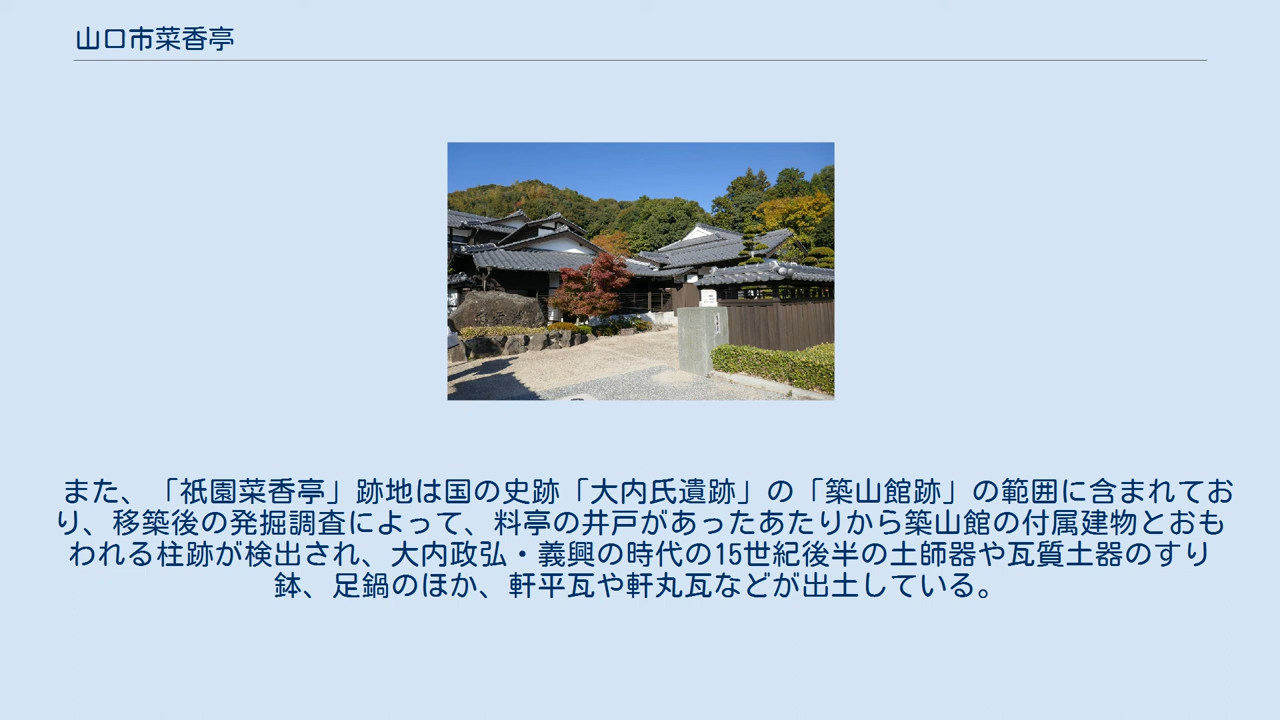 山口市菜香亭
また、「祇園菜香亭」跡地は国の史跡「大内氏遺跡」の「築山館跡」の範囲に含まれてお
り、移築後の発掘調査によって、料亭の井戸があったあたりから築山館の付属建物とおも
われる柱跡が検出され、大内政弘・義興の時代の15世紀後半の土師器や瓦質土器のすり
鉢、足鍋のほか、軒平瓦や軒丸瓦などが出土している。